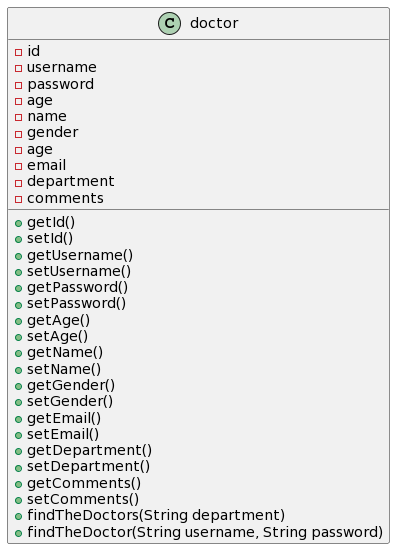 C doctor
id
username
password
age
name
gender
age
email
department
comments
getId()
setId()
getUsername()
setUsername()
getPassword()
setPassword()
getAge()
setAge()
getName()
setName()
getGender()
setGender()
getEmail()
setEmail()
getDepartment()
setDepartment()
getComments()
setComments()
findTheDoctors(String department)
findTheDoctor(String username, String password)